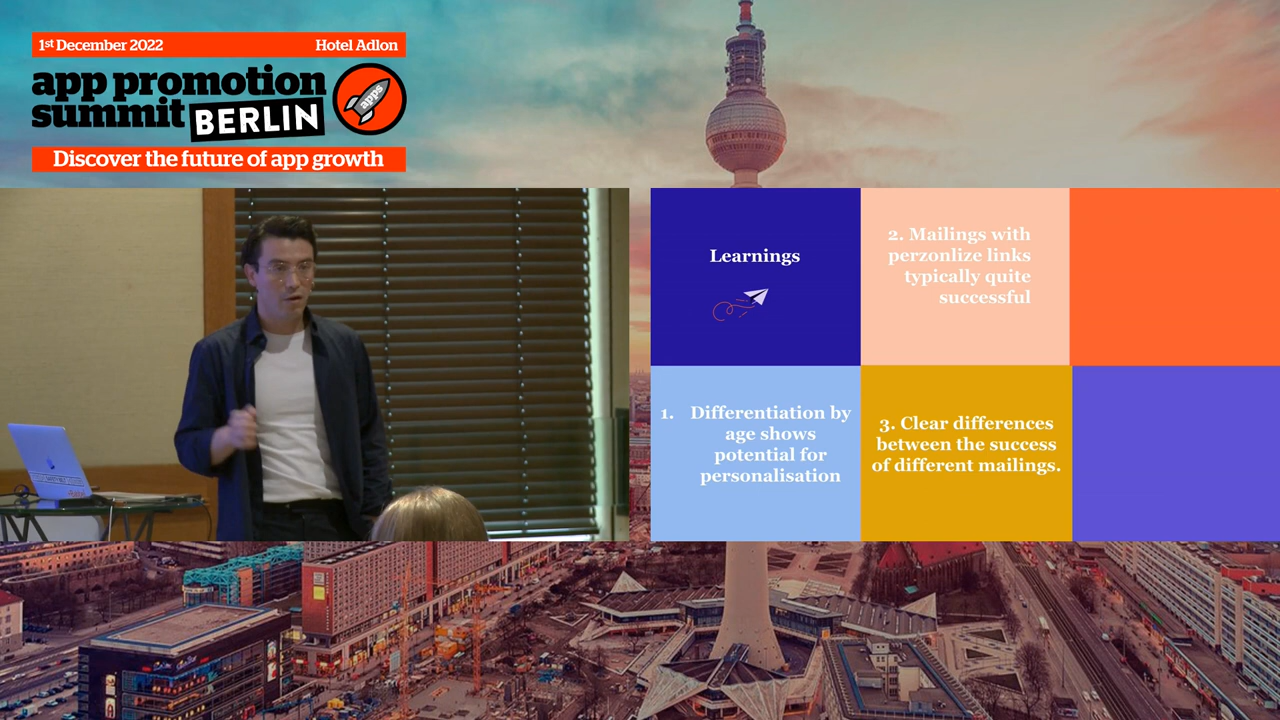 1st December 2022
Hotel Adlon
app promotion
summit BERLIN
apps
Discover the future of app growth
Learnings
2. Mailings with
perzonlize links
typically quite
successful
1. Differentiation by
age shows
potential for
personalisation
3. Clear differences
between the success
of different mailings.